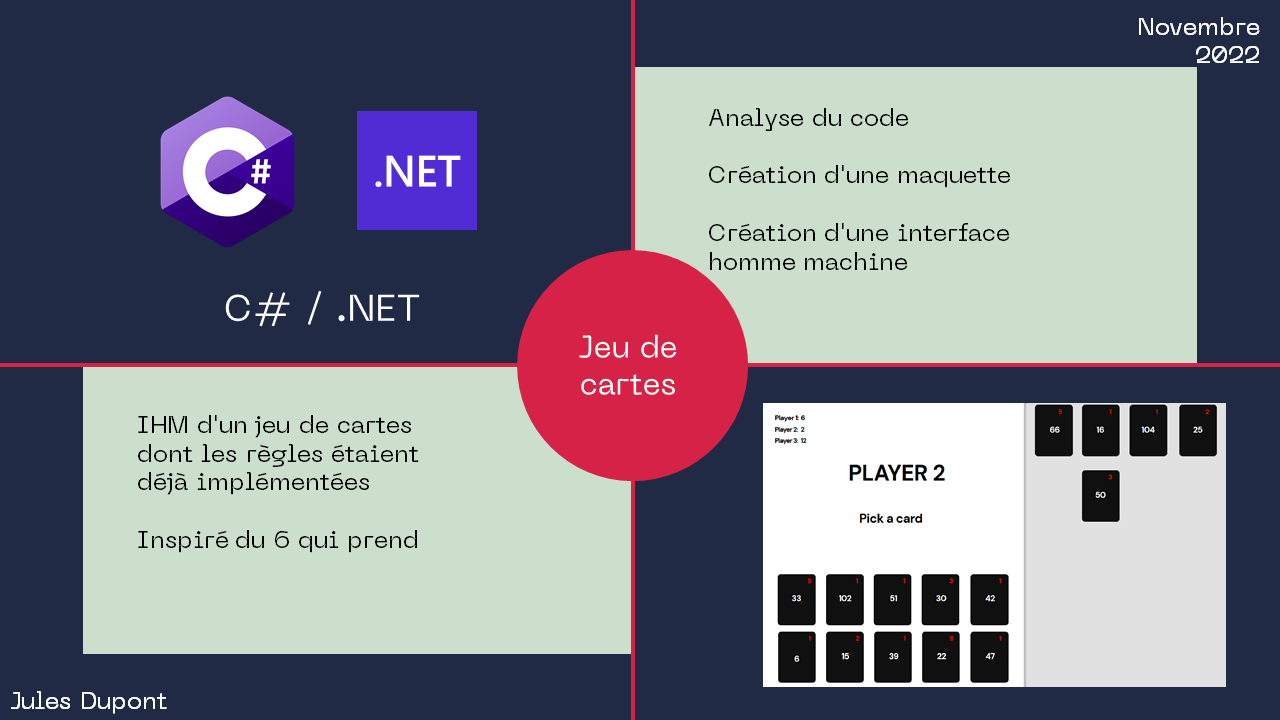 Novembre
2022
C#
.NET
C# / .NET
Analyse du code
Création d'une maquette
Création d'une interface
homme machine
Jeu de
cartes
IHM d'un jeu de cartes
dont les règles étaient
déjà implémentées
Inspiré du 6 qui prend
Player 1: 6
Player 2: 2
Player 3: 12
PLAYER 2
Pick a card
5 1 1 2
66 16 104 25
3
50
5 1 1 3 1
33 102 51 30 42
1 2 1 5 1
6 15 39 22 47
Jules Dupont